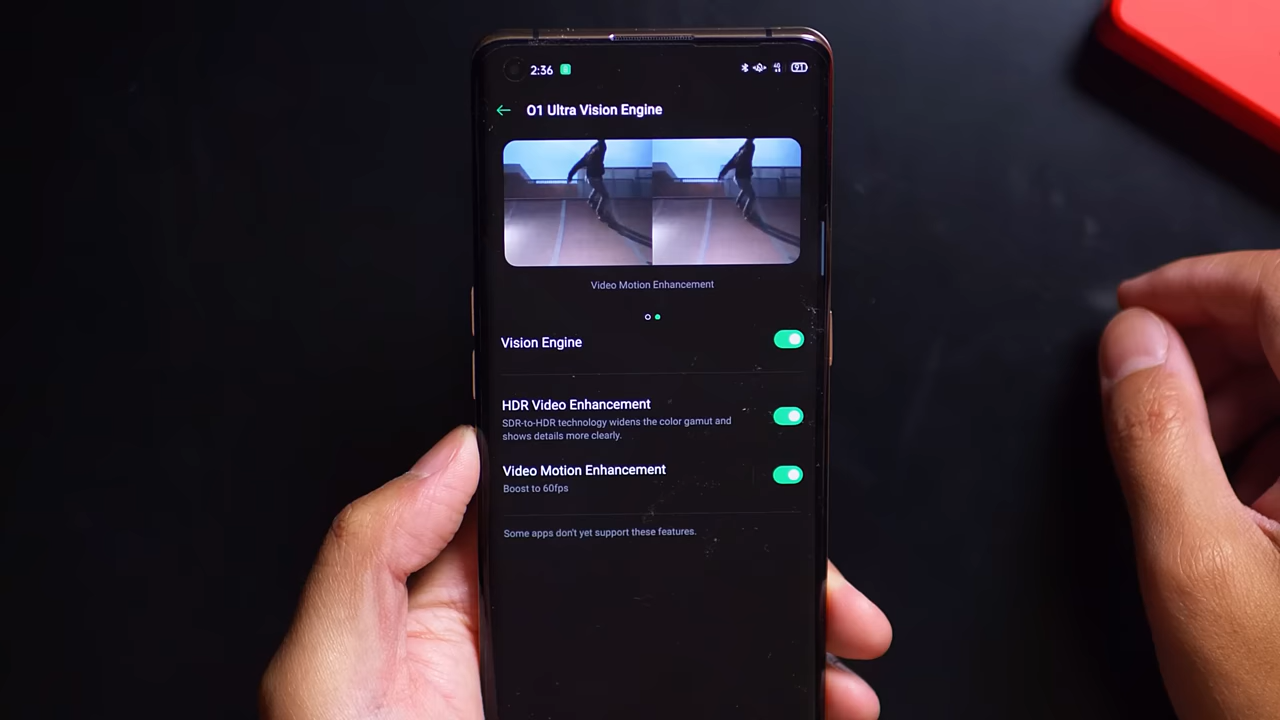 2:36
91
O1 Ultra Vision Engine
Video Motion Enhancement
Vision Engine
HDR Video Enhancement
SDR-to-HDR technology widens the color gamut and
shows details more clearly.
Video Motion Enhancement
Boost to 60fps
Some apps don't yet support these features.